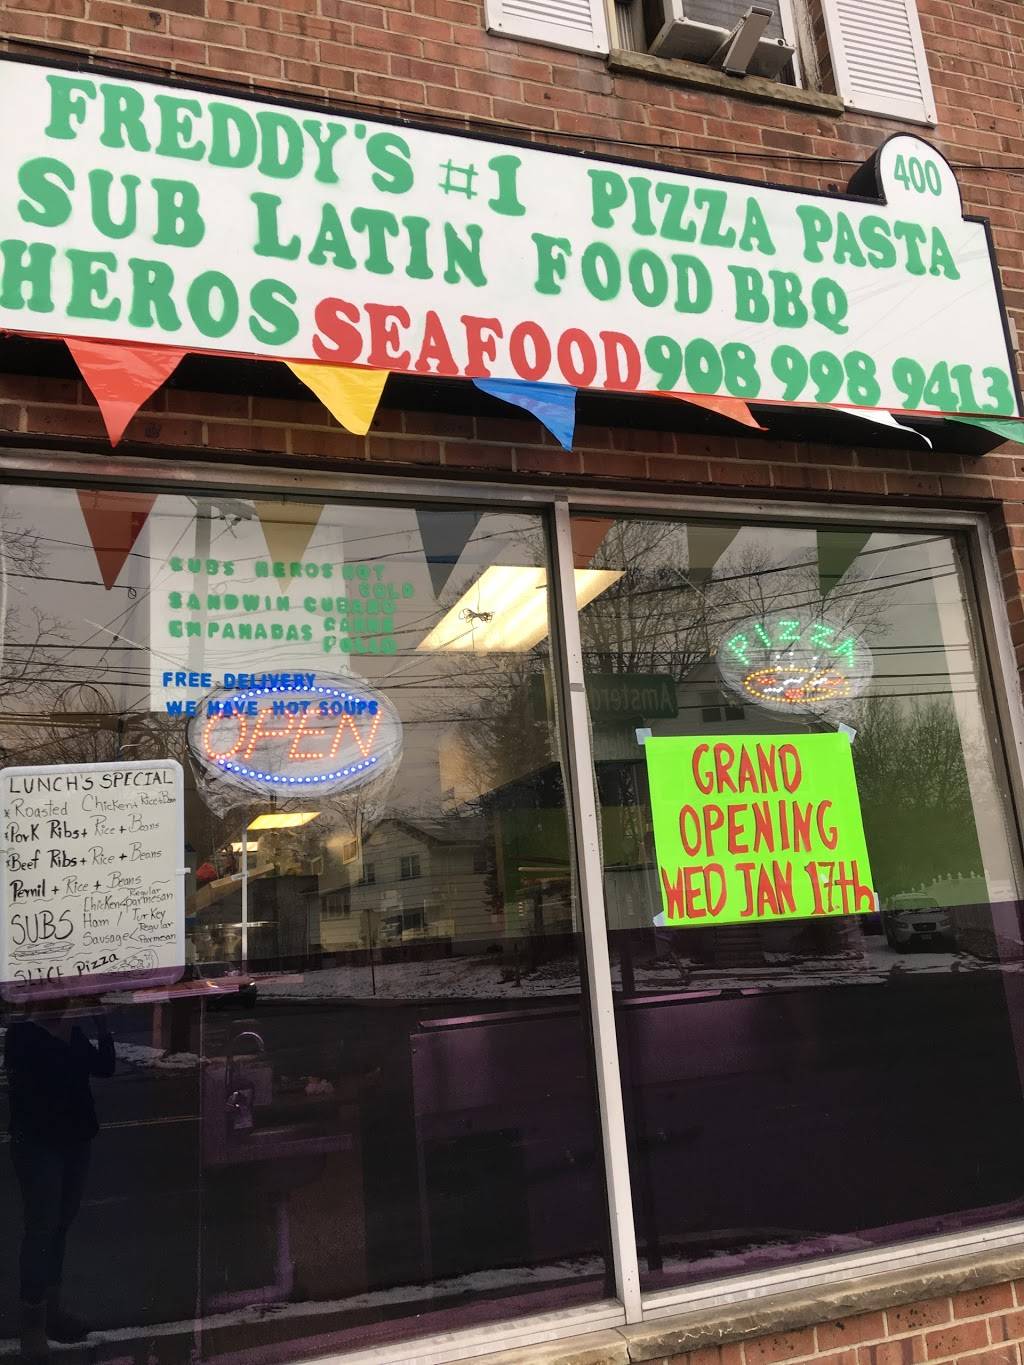 400
FREDDY'S #1 PIZZA PASTA
SUB LATIN FOOD BBQ
HEROS SEAFOOD 908 998 9413
SUBS HEROS HOT
COLD
SANDWIH CUBANO
EMPANADAS CARNE
POLLO
FREE DELIVERY
WE HAVE HOT SOUPS
OPEN
PIZZA
Amsterda
GRAND
OPENING
WED JAN 17th
LUNCH'S SPECIAL
* Roasted Chicken+ Rice+Bean
* Pork Ribs+ Rice + Beans
* Beef Ribs+ Rice + Beans
Pernil + Rice + Beans
SUBS
Chicken Regular
Parmesan
Ham / Turkey
Sausage Regular
Parmesan
SLICE Pizza